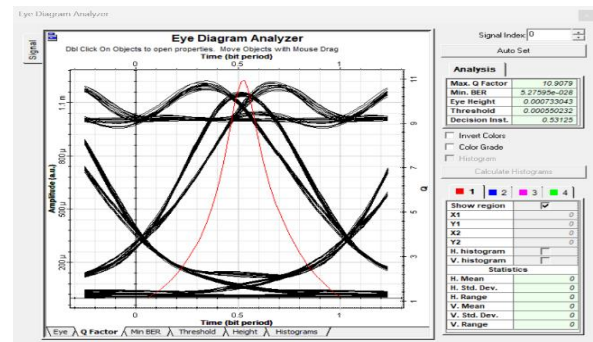 Eye Diagram Analyzer
Signal
Eye Diagram Analyzer
Dbl Click On Objects to open properties. Move Objects with Mouse Drag
Time (bit period)
0 0.5 1
Amplitude (a.u.)
1.1 m
800 µ
500 µ
200 µ
Q
11
9
7
5
3
1
0 0.5 1
Time (bit period)
Eye Q Factor Min BER Threshold Height Histograms
Signal Index 0
Auto Set
Analysis
Max. Q Factor 10.9079
Min. BER 5.27595e-028
Eye Height 0.000733043
Threshold 0.000550232
Decision Inst. 0.53125
Invert Colors
Color Grade
Histogram
Calculate Histograms
1 2 3 4
Show region
X1 0
Y1 0
X2 0
Y2 0
H. histogram
V. histogram
Statistics
H. Mean 0
H. Std. Dev. 0
H. Range 0
V. Mean 0
V. Std. Dev. 0
V. Range 0